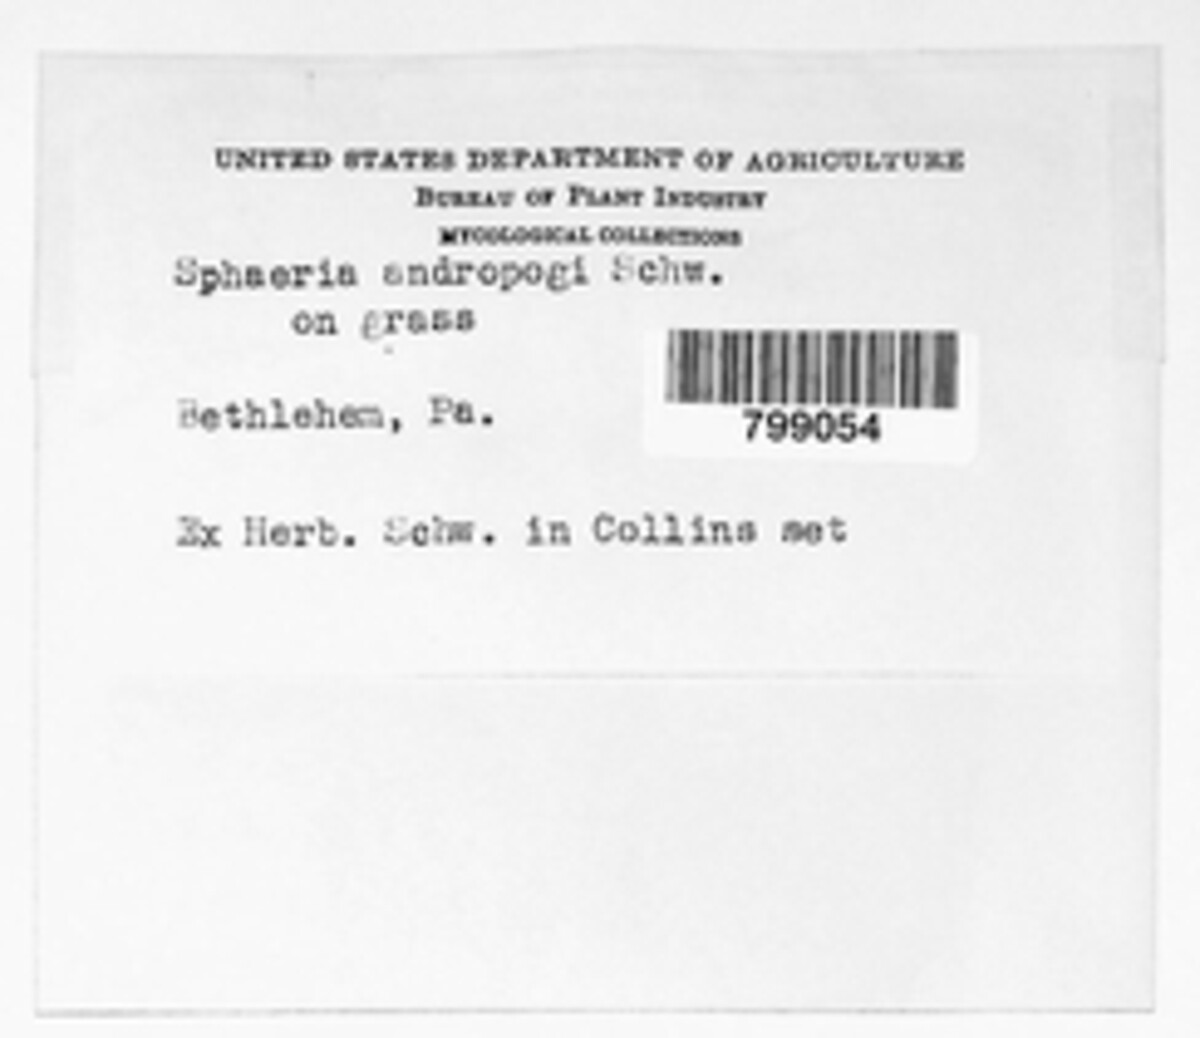 UNITED STATES DEPARTMENT OF AGRICULTURE
BUREAU OF PLANT INDUSTRY
MYCOLOGICAL COLLECTIONS
Sphaeria andropogi Schw.
on grass
799054
Bethlehem, Pa.
Ex Herb. Schw. in Collins set